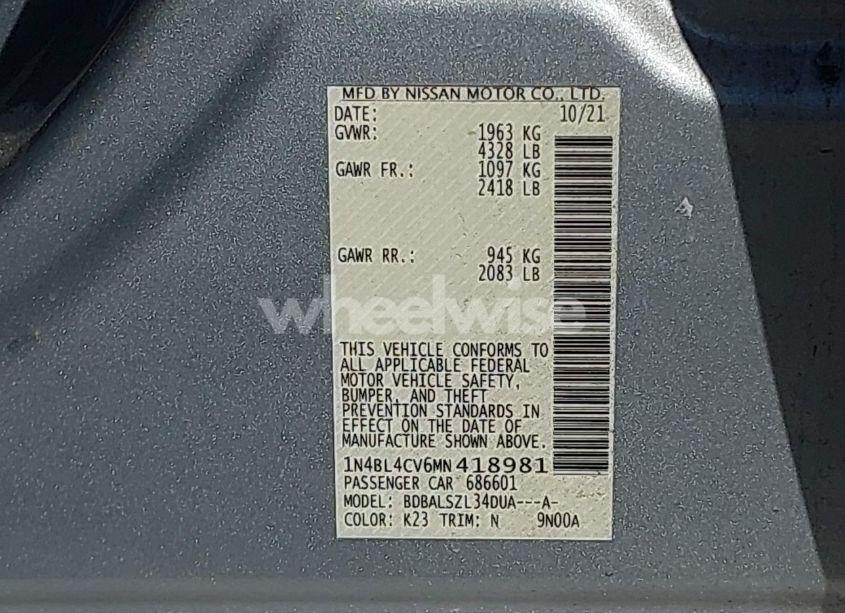 MFD BY NISSAN MOTOR CO., LTD.
DATE: 10/21
GVWR: 1963 KG
4328 LB
GAWR FR.: 1097 KG
2418 LB
GAWR RR.: 945 KG
2083 LB
wheelwise
THIS VEHICLE CONFORMS TO
ALL APPLICABLE FEDERAL
MOTOR VEHICLE SAFETY,
BUMPER, AND THEFT
PREVENTION STANDARDS IN
EFFECT ON THE DATE OF
MANUFACTURE SHOWN ABOVE.
1N4BL4CV6MN418981
PASSENGER CAR 686601
MODEL: BDBALSZL34DUA---A-
COLOR: K23 TRIM: N 9N00A